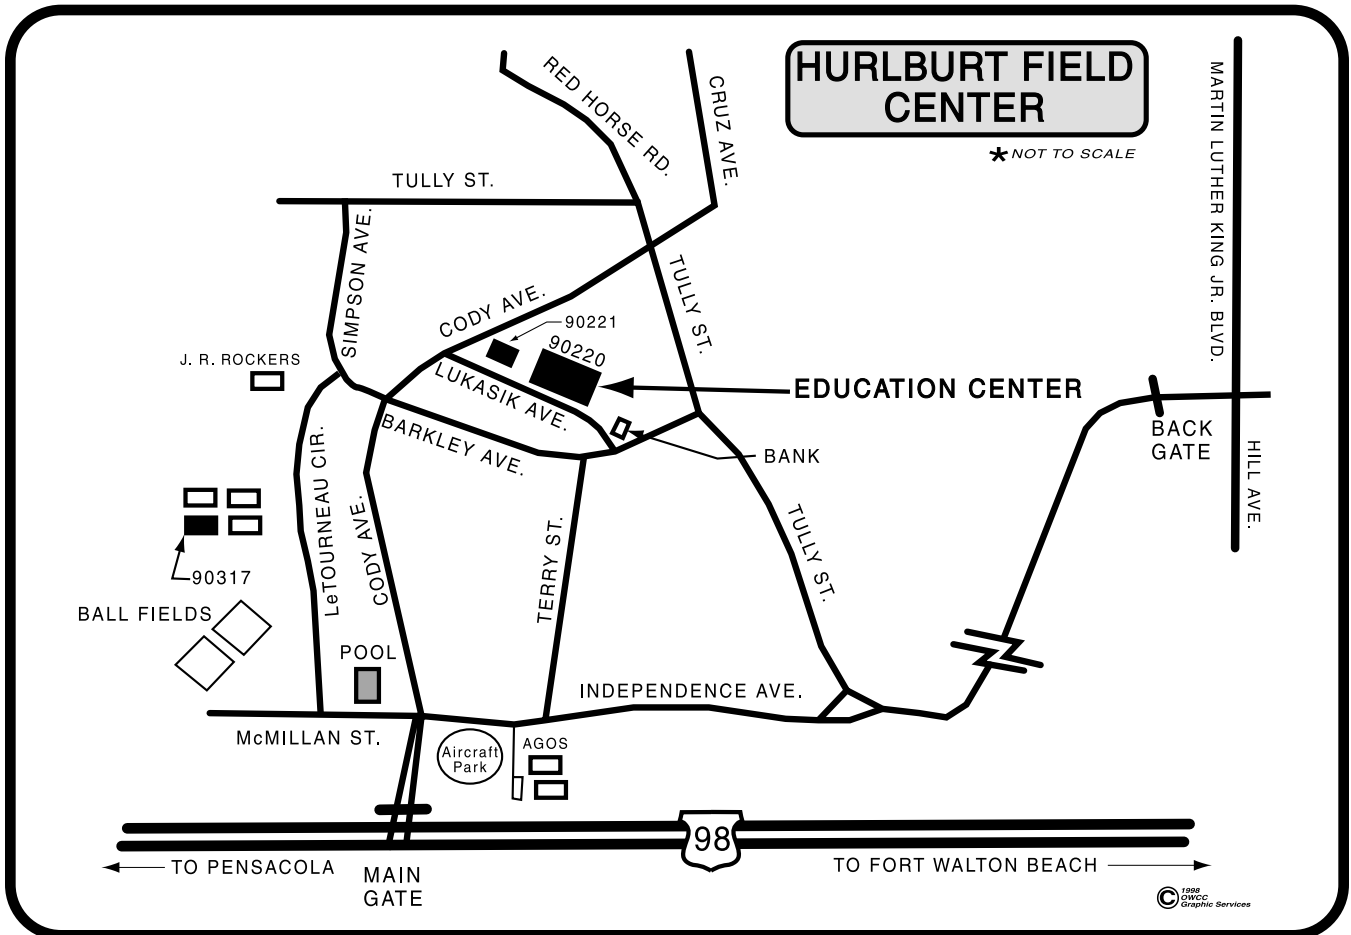 HURLBURT FIELD
CENTER
* NOT TO SCALE
RED HORSE RD.
CRUZ AVE.
MARTIN LUTHER KING JR. BLVD.
TULLY ST.
SIMPSON AVE.
TULLY ST.
CODY AVE.
90221
90220
J. R. ROCKERS
LUKASIK AVE.
EDUCATION CENTER
BARKLEY AVE.
BANK
BACK
GATE
HILL AVE.
LeTOURNEAU CIR.
CODY AVE.
TERRY ST.
TULLY ST.
90317
BALL FIELDS
POOL
INDEPENDENCE AVE.
McMILLAN ST.
Aircraft
Park
AGOS
98
TO PENSACOLA
MAIN
GATE
TO FORT WALTON BEACH
© 1998
OWCC
Graphic Services